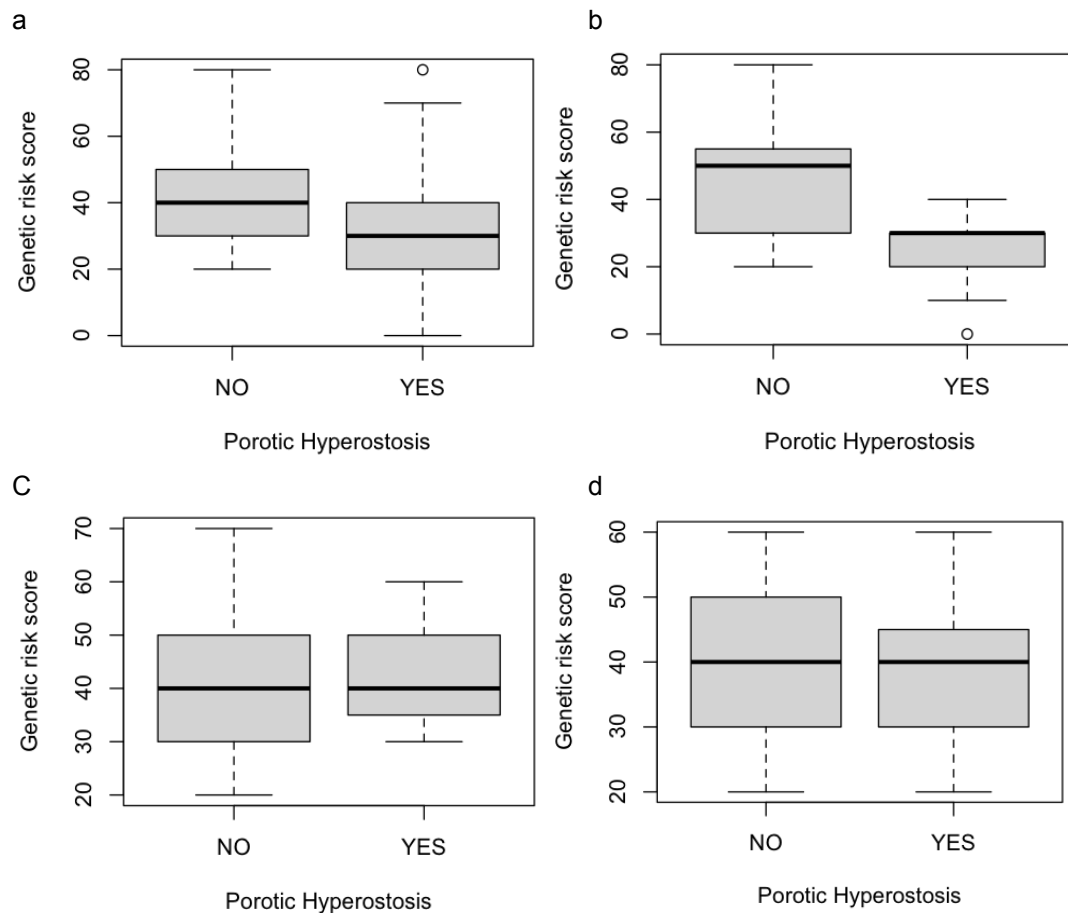 a
Genetic risk score
80
60
40
20
0
NO YES
Porotic Hyperostosis
b
Genetic risk score
80
60
40
20
0
NO YES
Porotic Hyperostosis
C
Genetic risk score
70
60
50
40
30
20
NO YES
Porotic Hyperostosis
d
Genetic risk score
60
50
40
30
20
NO YES
Porotic Hyperostosis